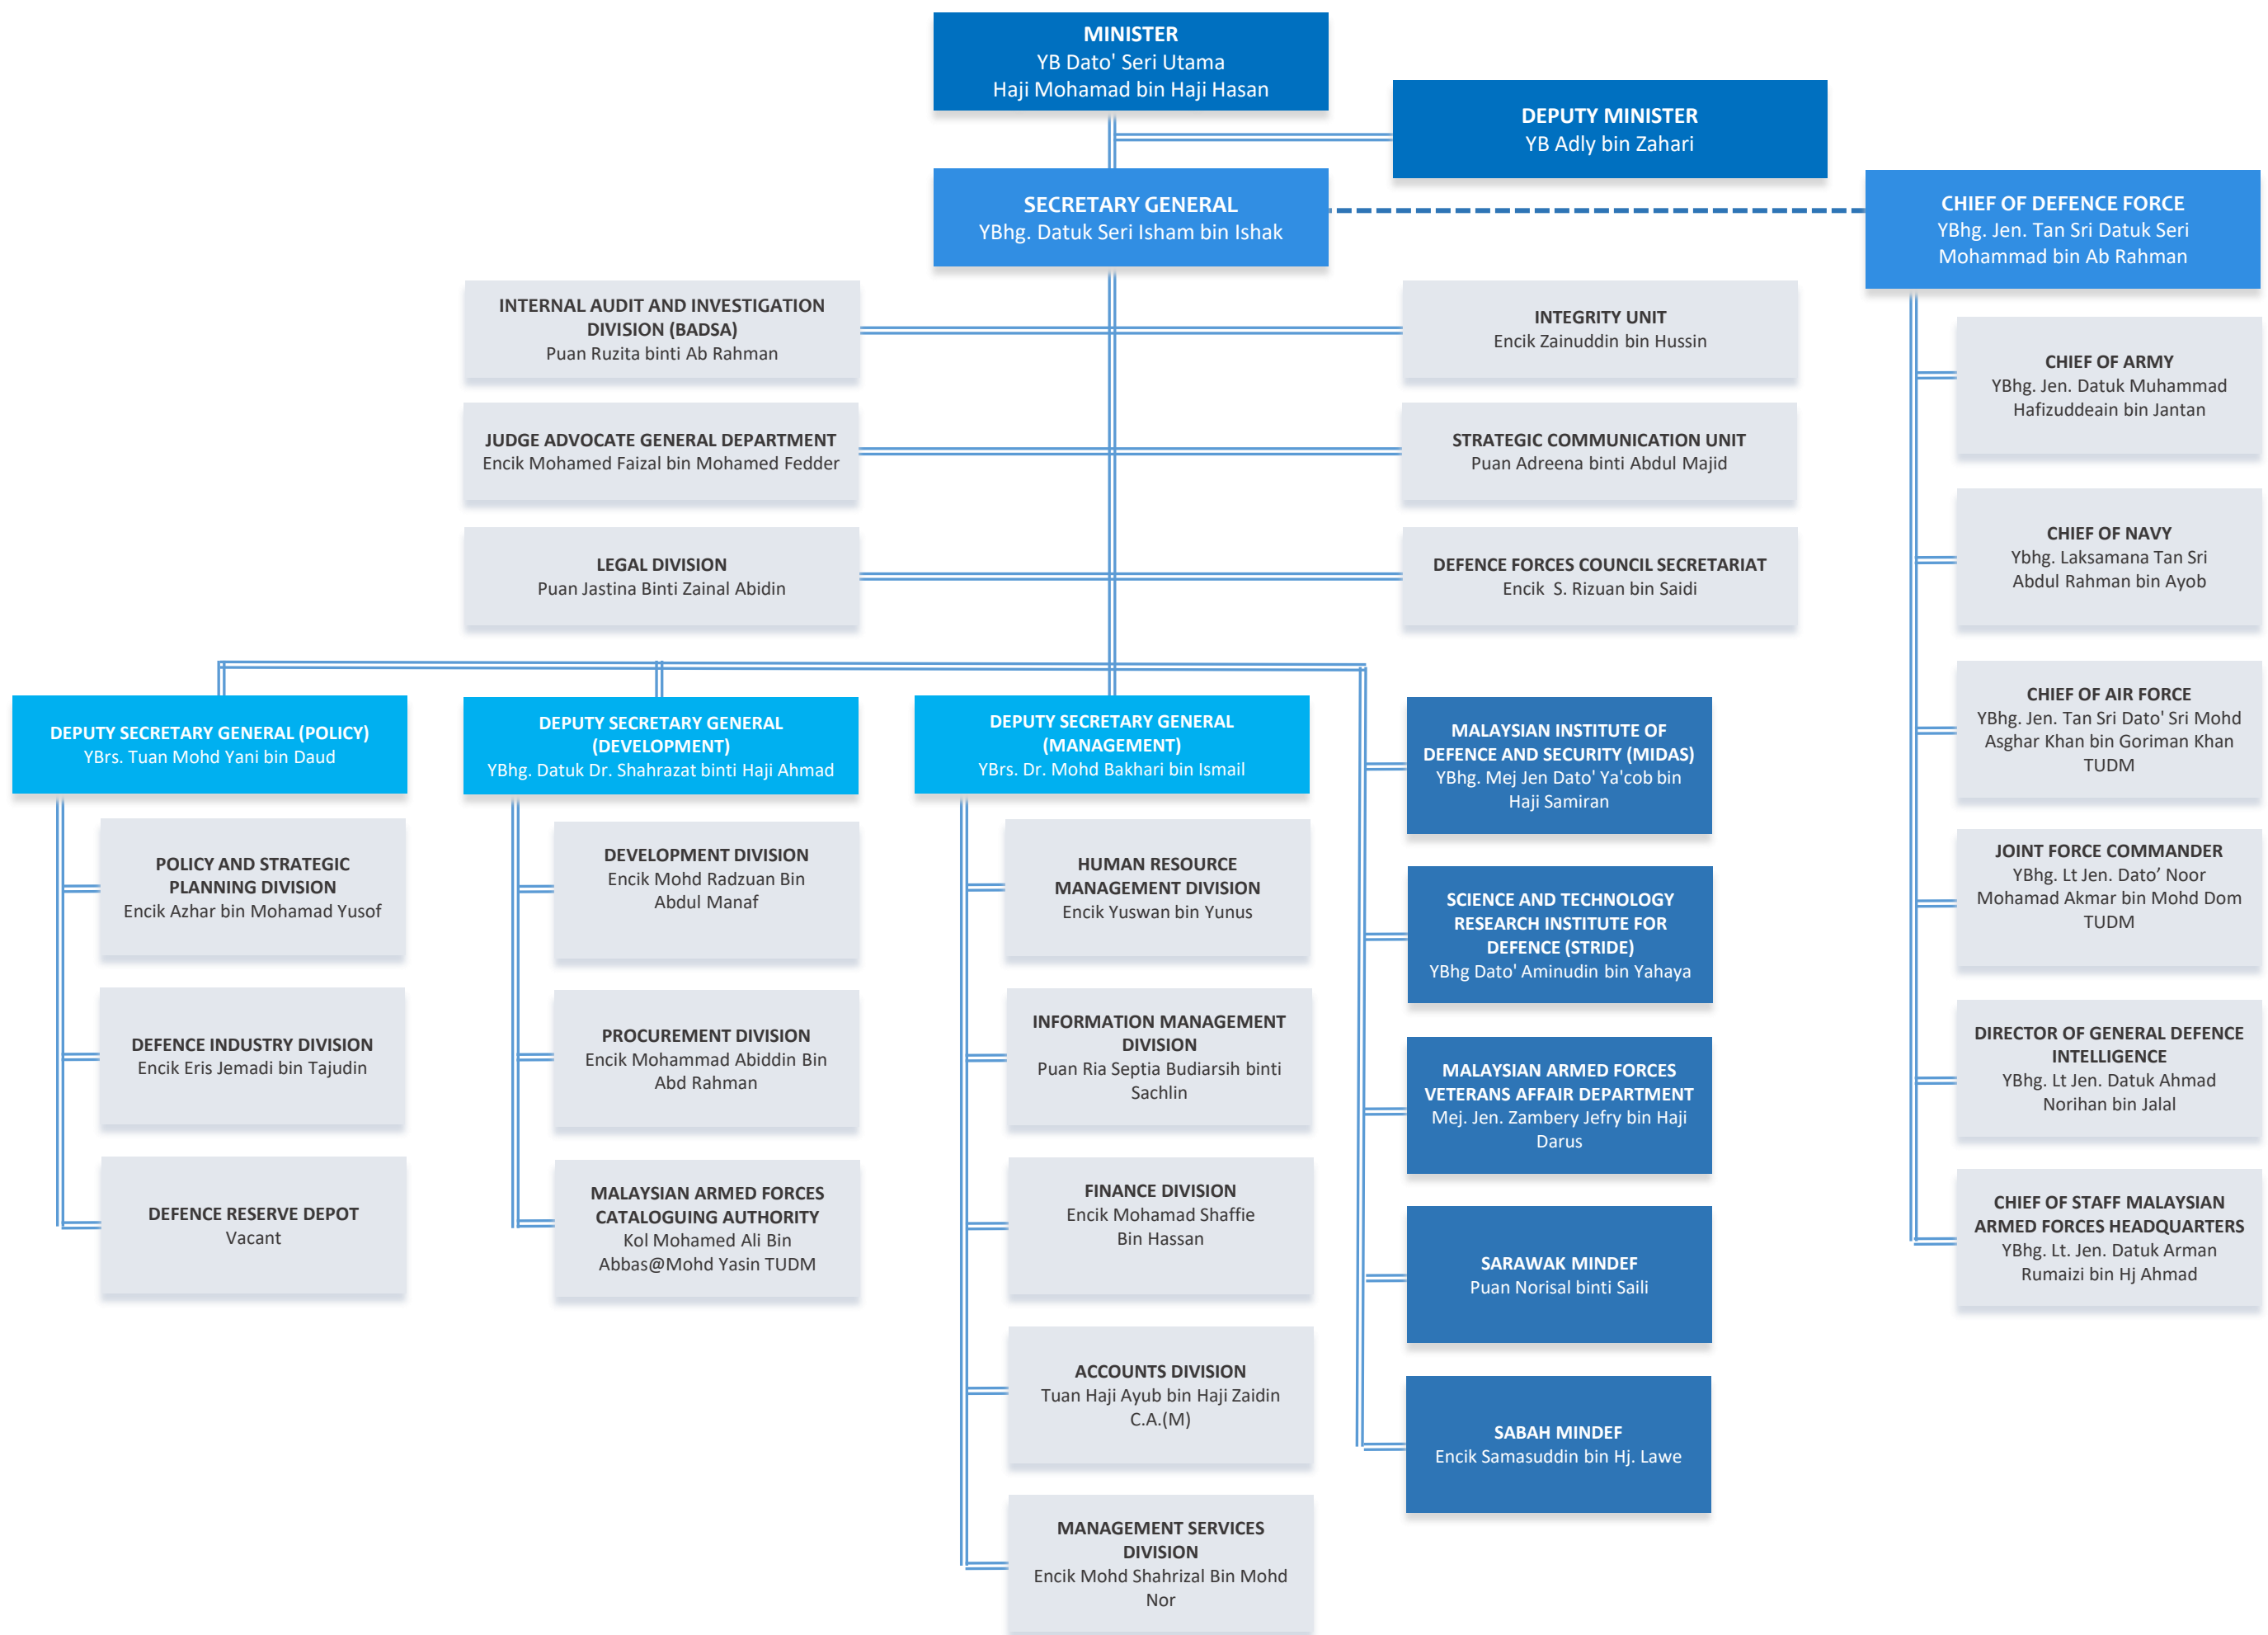 MINISTER
YB Dato' Seri Utama
Haji Mohamad bin Haji Hasan
DEPUTY MINISTER
YB Adly bin Zahari
SECRETARY GENERAL
YBhg. Datuk Seri Isham bin Ishak
CHIEF OF DEFENCE FORCE
YBhg. Jen. Tan Sri Datuk Seri
Mohammad bin Ab Rahman
INTERNAL AUDIT AND INVESTIGATION
DIVISION (BADSA)
Puan Ruzita binti Ab Rahman
INTEGRITY UNIT
Encik Zainuddin bin Hussin
JUDGE ADVOCATE GENERAL DEPARTMENT
Encik Mohamed Faizal bin Mohamed Fedder
STRATEGIC COMMUNICATION UNIT
Puan Adreena binti Abdul Majid
LEGAL DIVISION
Puan Jastina Binti Zainal Abidin
DEFENCE FORCES COUNCIL SECRETARIAT
Encik  S. Rizuan bin Saidi
DEPUTY SECRETARY GENERAL (POLICY)
YBrs. Tuan Mohd Yani bin Daud
POLICY AND STRATEGIC
PLANNING DIVISION
Encik Azhar bin Mohamad Yusof
DEFENCE INDUSTRY DIVISION
Encik Eris Jemadi bin Tajudin
DEFENCE RESERVE DEPOT
Vacant
DEPUTY SECRETARY GENERAL
(DEVELOPMENT)
YBhg. Datuk Dr. Shahrazat binti Haji Ahmad
DEVELOPMENT DIVISION
Encik Mohd Radzuan Bin
Abdul Manaf
PROCUREMENT DIVISION
Encik Mohammad Abiddin Bin
Abd Rahman
MALAYSIAN ARMED FORCES
CATALOGUING AUTHORITY
Kol Mohamed Ali Bin
Abbas@Mohd Yasin TUDM
DEPUTY SECRETARY GENERAL
(MANAGEMENT)
YBrs. Dr. Mohd Bakhari bin Ismail
HUMAN RESOURCE
MANAGEMENT DIVISION
Encik Yuswan bin Yunus
INFORMATION MANAGEMENT
DIVISION
Puan Ria Septia Budiarsih binti
Sachlin
FINANCE DIVISION
Encik Mohamad Shaffie
Bin Hassan
ACCOUNTS DIVISION
Tuan Haji Ayub bin Haji Zaidin
C.A.(M)
MANAGEMENT SERVICES
DIVISION
Encik Mohd Shahrizal Bin Mohd
Nor
MALAYSIAN INSTITUTE OF
DEFENCE AND SECURITY (MIDAS)
YBhg. Mej Jen Dato' Ya'cob bin
Haji Samiran
SCIENCE AND TECHNOLOGY
RESEARCH INSTITUTE FOR
DEFENCE (STRIDE)
YBhg Dato' Aminudin bin Yahaya
MALAYSIAN ARMED FORCES
VETERANS AFFAIR DEPARTMENT
Mej. Jen. Zambery Jefry bin Haji
Darus
SARAWAK MINDEF
Puan Norisal binti Saili
SABAH MINDEF
Encik Samasuddin bin Hj. Lawe
CHIEF OF ARMY
YBhg. Jen. Datuk Muhammad
Hafizuddeain bin Jantan
CHIEF OF NAVY
Ybhg. Laksamana Tan Sri
Abdul Rahman bin Ayob
CHIEF OF AIR FORCE
YBhg. Jen. Tan Sri Dato' Sri Mohd
Asghar Khan bin Goriman Khan
TUDM
JOINT FORCE COMMANDER
YBhg. Lt Jen. Dato’ Noor
Mohamad Akmar bin Mohd Dom
TUDM
DIRECTOR OF GENERAL DEFENCE
INTELLIGENCE
YBhg. Lt Jen. Datuk Ahmad
Norihan bin Jalal
CHIEF OF STAFF MALAYSIAN
ARMED FORCES HEADQUARTERS
YBhg. Lt. Jen. Datuk Arman
Rumaizi bin Hj Ahmad